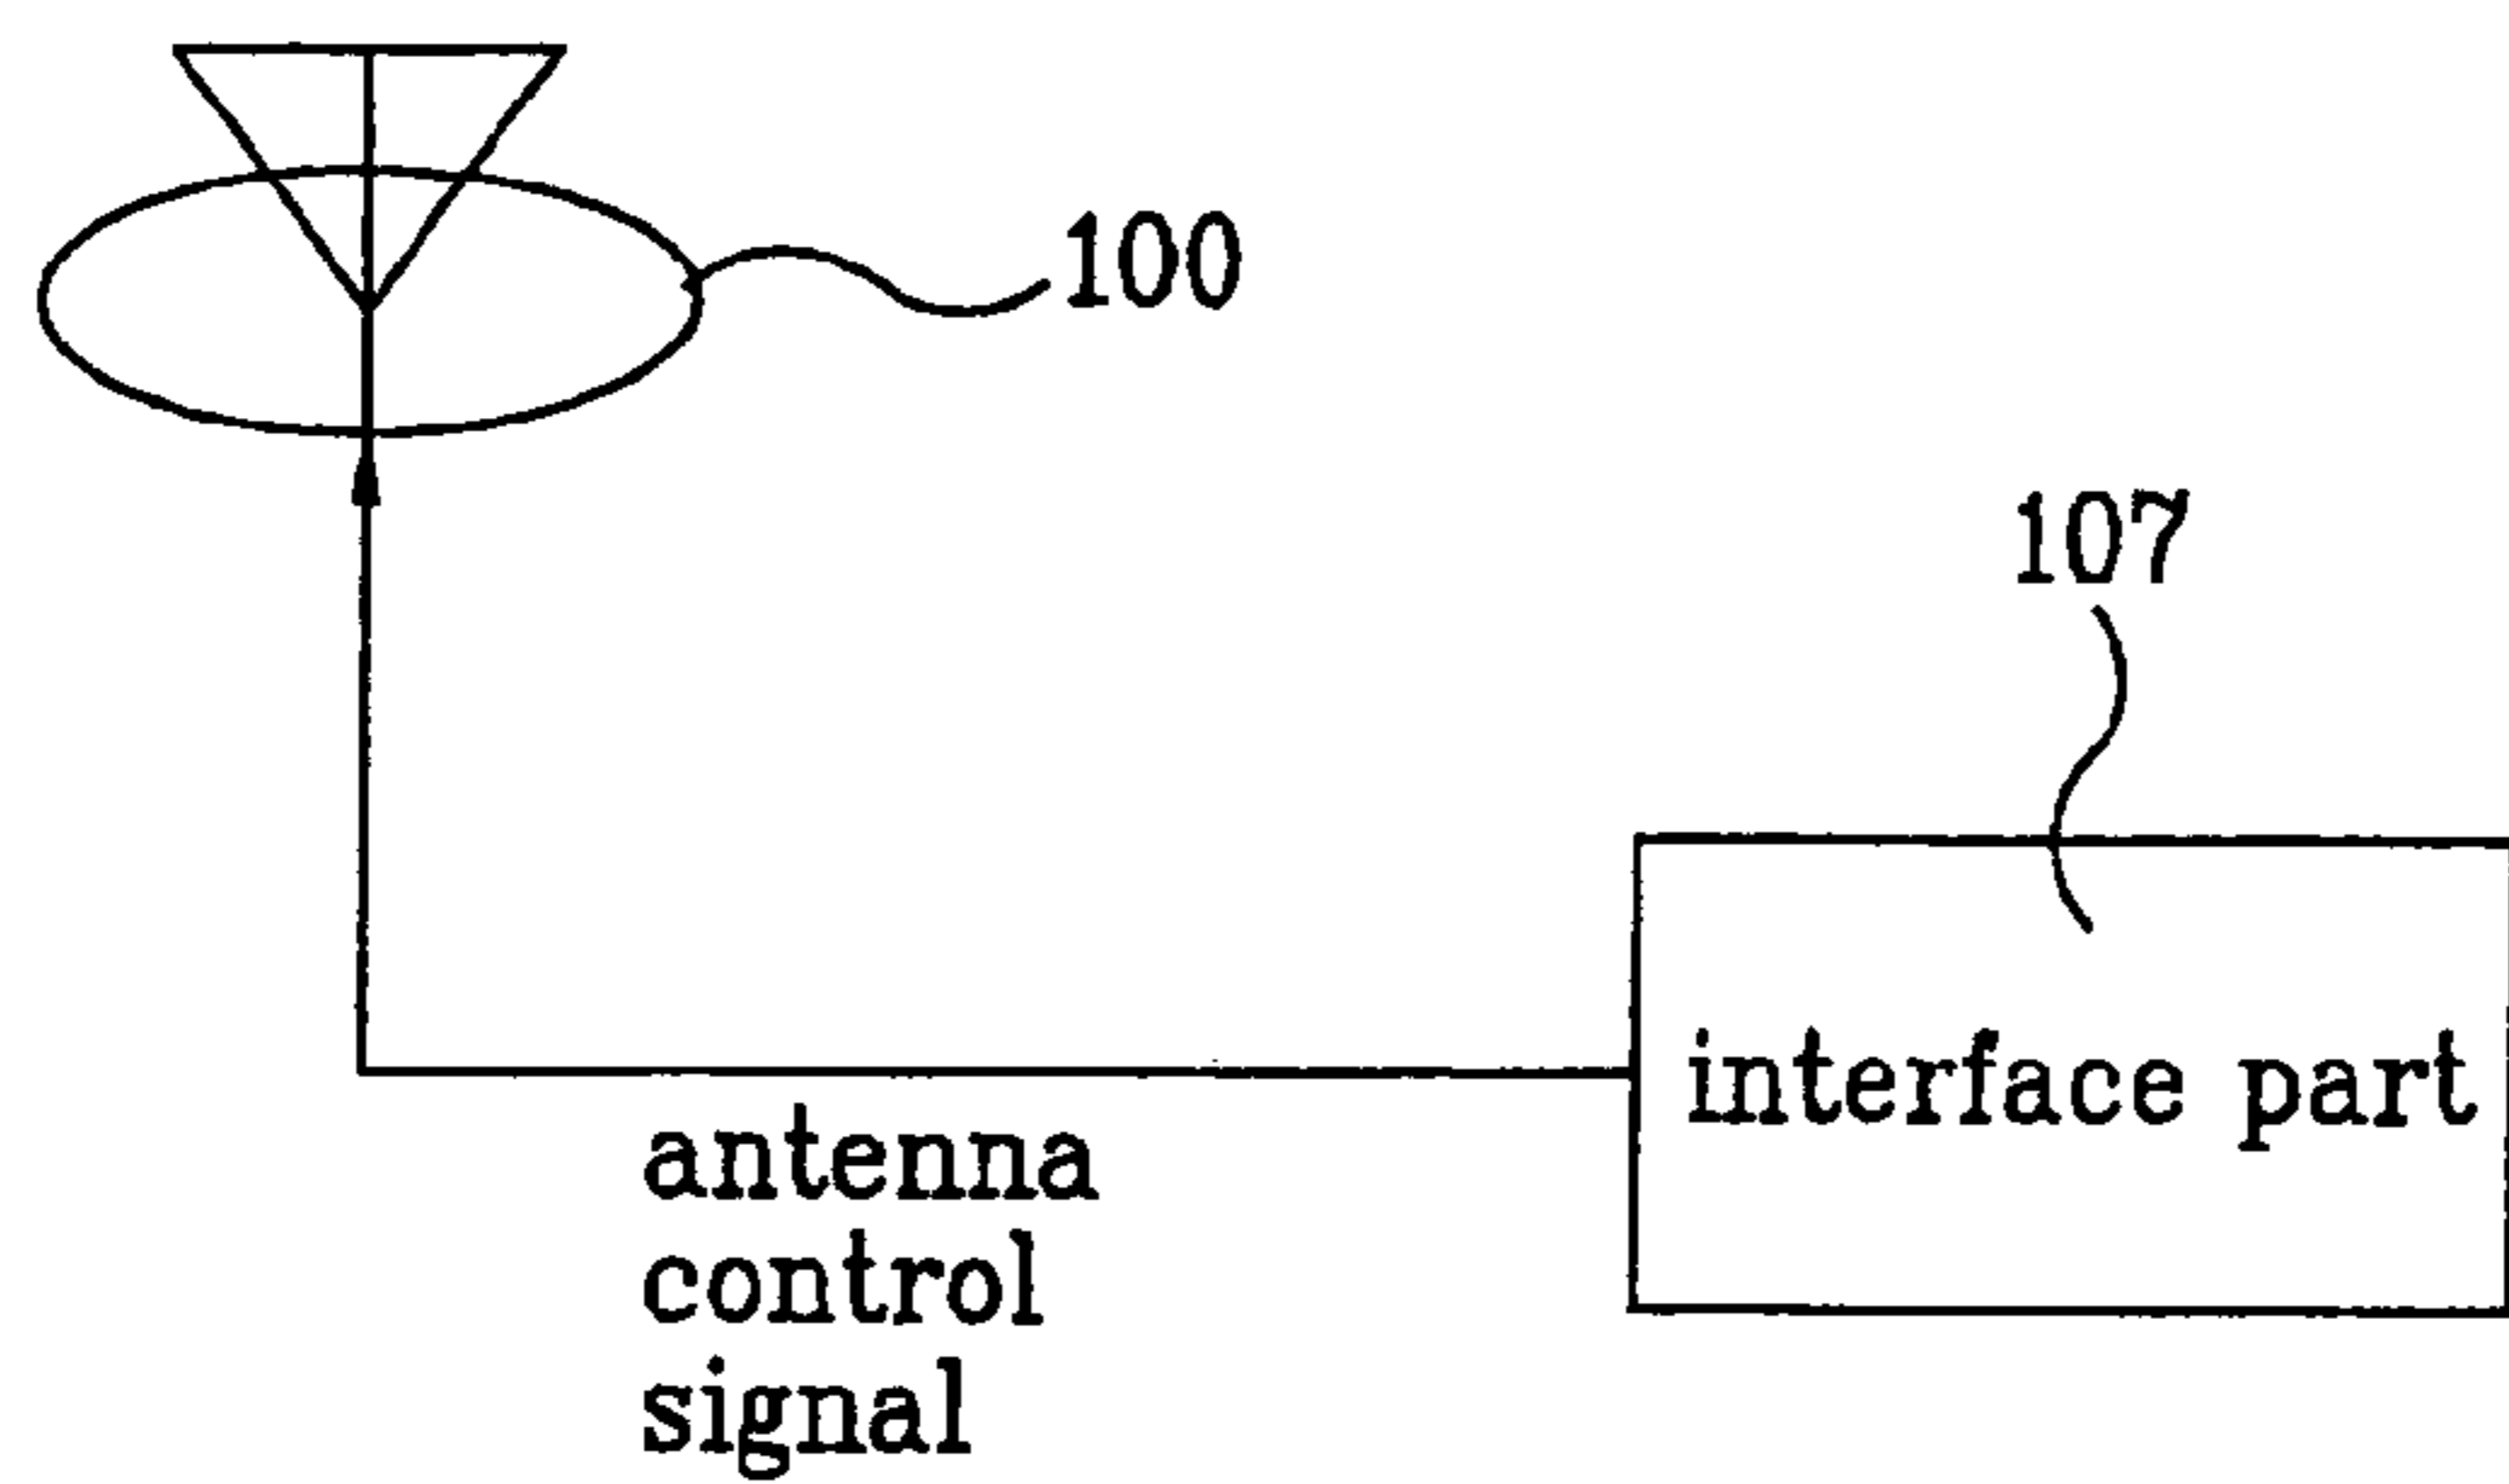 100
107
interface part
antenna
control
signal